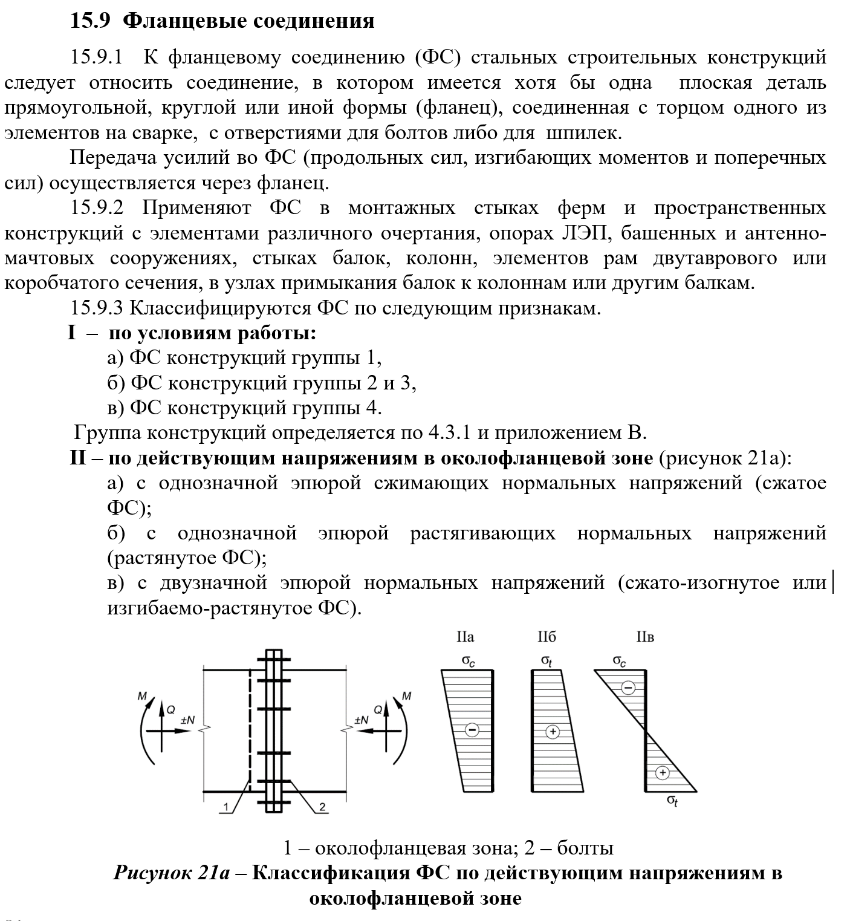 15.9 Фланцевые соединения
15.9.1 К фланцевому соединению (ФС) стальных строительных конструкций
следует относить соединение, в котором имеется хотя бы одна плоская деталь
прямоугольной, круглой или иной формы (фланец), соединенная с торцом одного из
элементов на сварке, с отверстиями для болтов либо для шпилек.
Передача усилий во ФС (продольных сил, изгибающих моментов и поперечных
сил) осуществляется через фланец.
15.9.2 Применяют ФС в монтажных стыках ферм и пространственных
конструкций с элементами различного очертания, опорах ЛЭП, башенных и антенно-
мачтовых сооружениях, стыках балок, колонн, элементов рам двутаврового или
коробчатого сечения, в узлах примыкания балок к колоннам или другим балкам.
15.9.3 Классифицируются ФС по следующим признакам.
I – по условиям работы:
а) ФС конструкций группы 1,
б) ФС конструкций группы 2 и 3,
в) ФС конструкций группы 4.
Группа конструкций определяется по 4.3.1 и приложением В.
II – по действующим напряжениям в околофланцевой зоне (рисунок 21а):
а) с однозначной эпюрой сжимающих нормальных напряжений (сжатое
ФС);
б) с однозначной эпюрой растягивающих нормальных напряжений
(растянутое ФС);
в) с двузначной эпюрой нормальных напряжений (сжато-изогнутое или
изгибаемо-растянутое ФС).
IIа IIб IIв
σc σt σc
M Q ±N ±N Q M
− + − +
1 2 σt
1 – околофланцевая зона; 2 – болты
Рисунок 21а – Классификация ФС по действующим напряжениям в
околофланцевой зоне